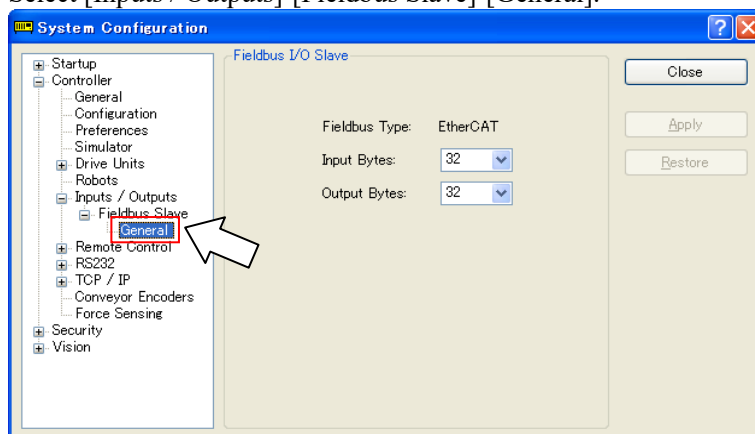 Select [Inputs / Outputs]-[Fieldbus Slave]-[General].
System Configuration
Startup
Controller
General
Configuration
Preferences
Simulator
Drive Units
Robots
Inputs / Outputs
Fieldbus Slave
General
Remote Control
RS232
TCP / IP
Conveyor Encoders
Force Sensing
Security
Vision
Fieldbus I/O Slave
Fieldbus Type: EtherCAT
Input Bytes: 32
Output Bytes: 32
Close
Apply
Restore